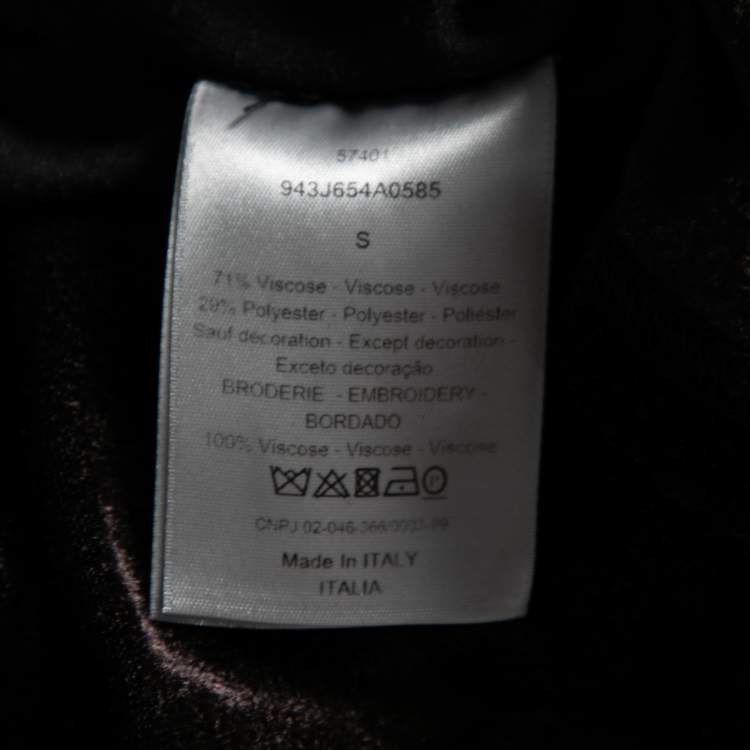 57401
943J654A0585
S
71% Viscose - Viscose - Viscose
29% Polyester - Polyester - Poliéster
Sauf décoration - Except decoration -
Exceto decoração
BRODERIE - EMBROIDERY -
BORDADO
100% Viscose - Viscose - Viscose
P
CNPJ
Made In ITALY
ITALIA